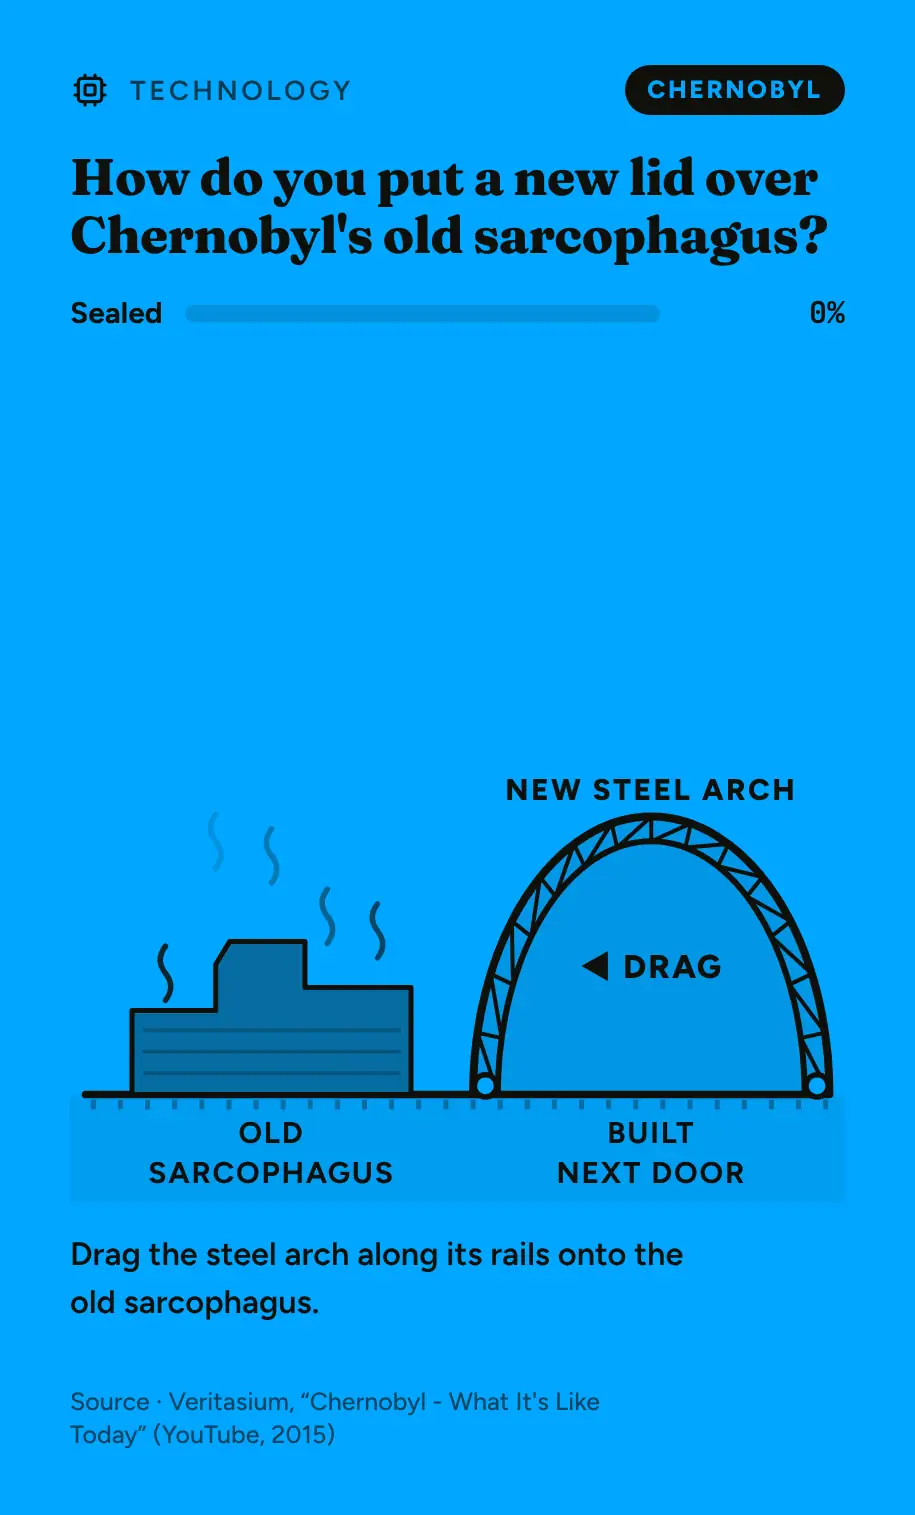 TECHNOLOGY
CHERNOBYL
How do you put a new lid over
Chernobyl's old sarcophagus?
Sealed 0%
NEW STEEL ARCH
◀ DRAG
OLD
SARCOPHAGUS
BUILT
NEXT DOOR
Drag the steel arch along its rails onto the
old sarcophagus.
Source · Veritasium, “Chernobyl - What It's Like
Today” (YouTube, 2015)